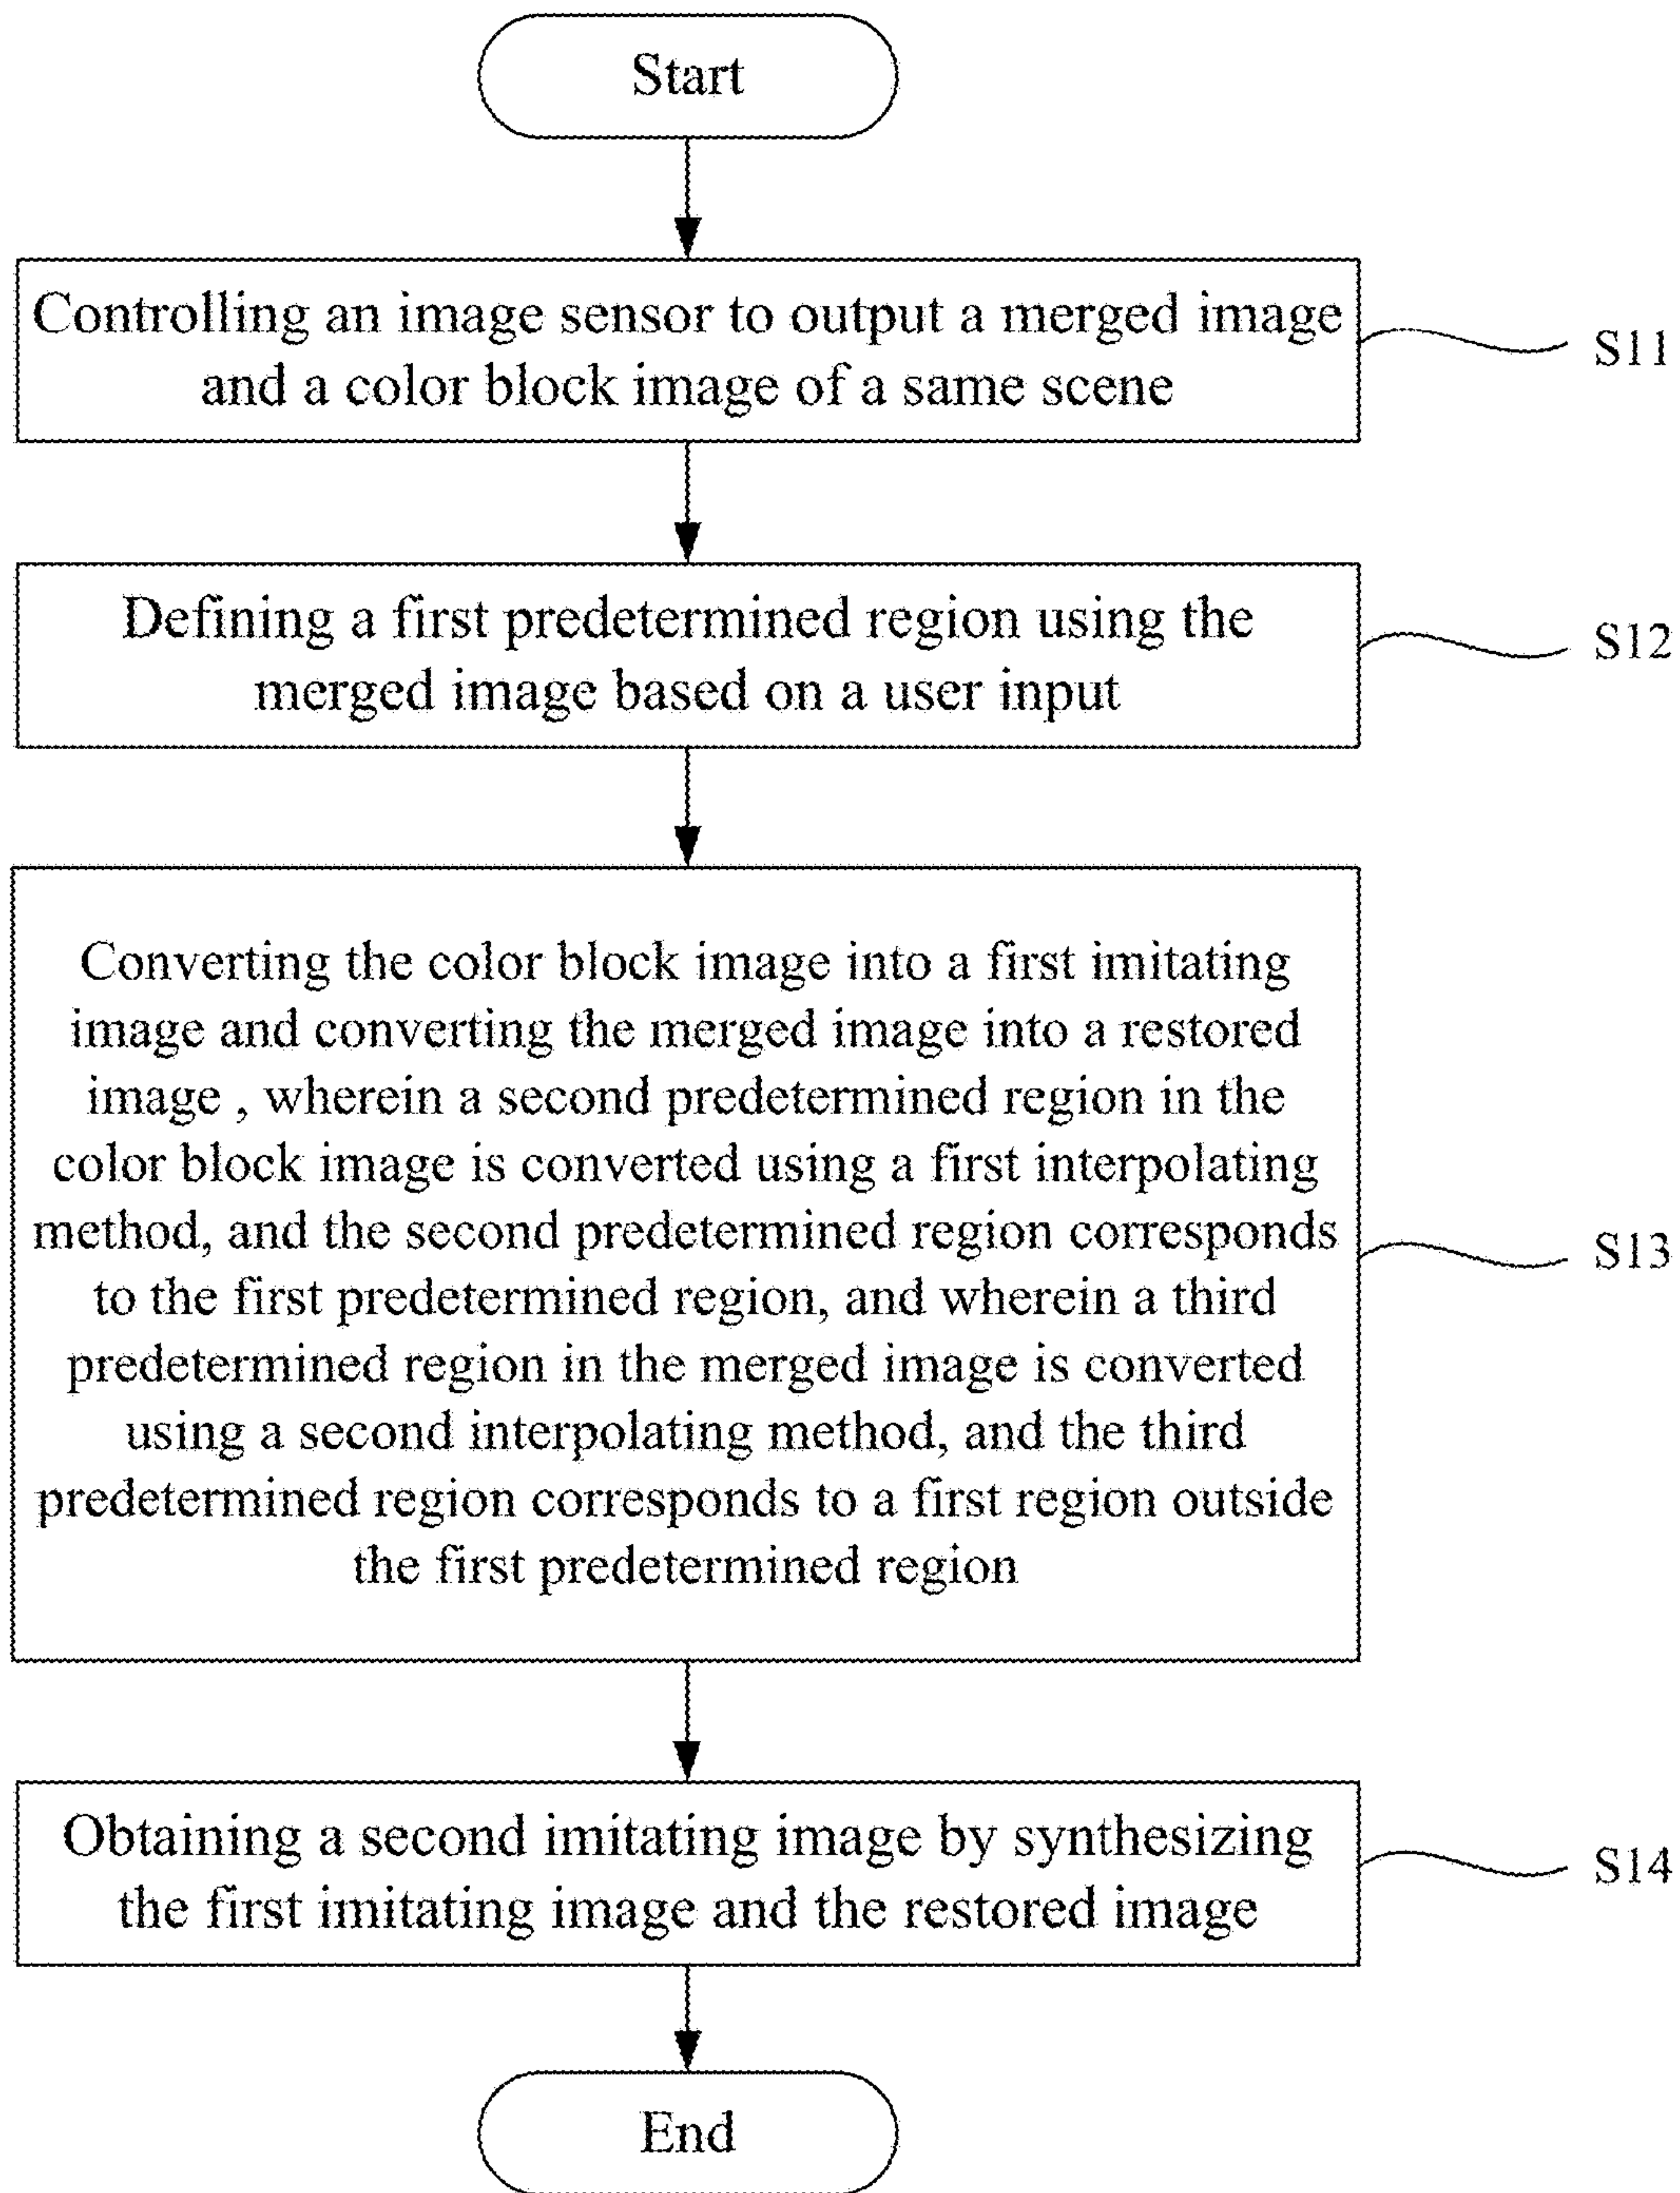 Start
Controlling an image sensor to output a merged image
and a color block image of a same scene
S11
Defining a first predetermined region using the
merged image based on a user input
S12
Converting the color block image into a first imitating
image and converting the merged image into a restored
image , wherein a second predetermined region in the
color block image is converted using a first interpolating
method, and the second predetermined region corresponds
to the first predetermined region, and wherein a third
predetermined region in the merged image is converted
using a second interpolating method, and the third
predetermined region corresponds to a first region outside
the first predetermined region
S13
Obtaining a second imitating image by synthesizing
the first imitating image and the restored image
S14
End